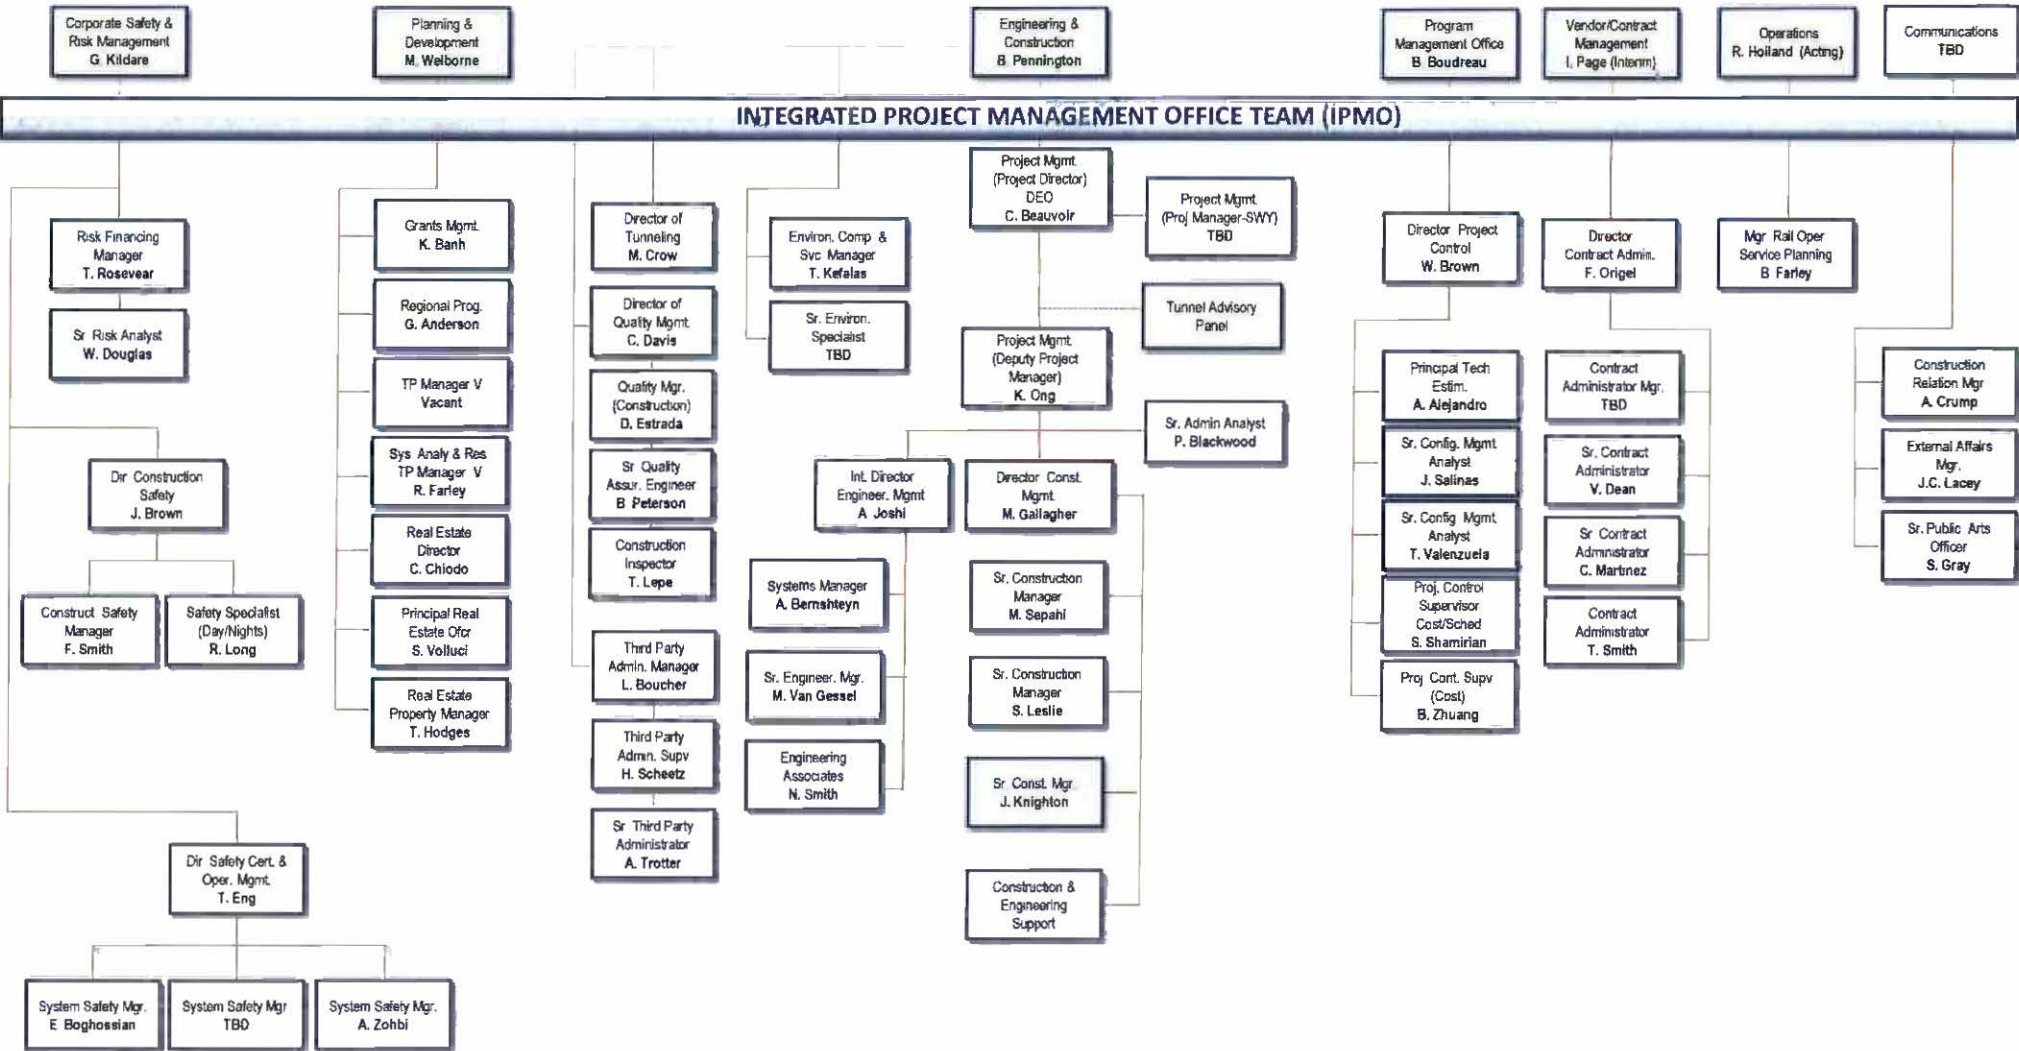 Corporate Safety &
Risk Management
G. Kildare
Planning &
Development
M. Welborne
Engineering &
Construction
B. Pennington
Program
Management Office
B. Boudreau
Vendor/Contract
Management
I. Page (Interim)
Operations
R. Holland (Actng)
Communications
TBD
INTEGRATED PROJECT MANAGEMENT OFFICE TEAM (IPMO)
Risk Financing
Manager
T. Rosevear
Sr Risk Analyst
W. Douglas
Dir Construction
Safety
J. Brown
Construct Safety
Manager
F. Smith
Safety Specialist
(Day/Nights)
R. Long
Dir Safety Cert. &
Oper. Mgmt.
T. Eng
System Safety Mgr.
E Boghossian
System Safety Mgr
TBD
System Safety Mgr.
A. Zohbi
Grants Mgmt.
K. Banh
Regional Prog.
G. Anderson
TP Manager V
Vacant
Sys Analy & Res
TP Manager V
R. Farley
Real Estate
Director
C. Chiodo
Principal Real
Estate Ofcr
S. Volluci
Real Estate
Property Manager
T. Hodges
Director of
Tunneling
M. Crow
Director of
Quality Mgmt.
C. Davis
Quality Mgr.
(Construction)
D. Estrada
Sr Quality
Assur. Engineer
B Peterson
Construction
Inspector
T. Lepe
Third Party
Admin. Manager
L. Boucher
Third Party
Admin. Supv
H. Scheetz
Sr Third Party
Administrator
A. Trotter
Environ. Comp &
Svc Manager
T. Kefalas
Sr. Environ.
Specialist
TBD
Project Mgmt.
(Project Director)
DEO
C. Beauvoir
Project Mgmt.
(Proj Manager-SWY)
TBD
Tunnel Advisory
Panel
Project Mgmt.
(Deputy Project
Manager)
K. Ong
Sr. Admin Analyst
P. Blackwood
Int. Director
Engineer. Mgmt
A Joshi
Director Const.
Mgmt.
M. Gallagher
Systems Manager
A. Bernshteyn
Sr. Engineer. Mgr.
M. Van Gessel
Engineering
Associates
N. Smith
Sr. Construction
Manager
M. Sepahi
Sr. Construction
Manager
S. Leslie
Sr Const. Mgr.
J. Knighton
Construction &
Engineering
Support
Director Project
Control
W. Brown
Principal Tech
Estim.
A. Alejandro
Sr. Config. Mgmt
Analyst
J. Salinas
Sr. Config Mgmt
Analyst
T. Valenzuela
Proj. Control
Supervisor
Cost/Sched
S. Shamirian
Proj Cont. Supv
(Cost)
B. Zhuang
Director
Contract Admin.
F. Origel
Contract
Administrator Mgr.
TBD
Sr. Contract
Administrator
V. Dean
Sr Contract
Administrator
C. Martinez
Contract
Administrator
T. Smith
Mgr Rail Oper
Service Planning
B Farley
Construction
Relation Mgr
A. Crump
External Affairs
Mgr.
J.C. Lacey
Sr. Public Arts
Officer
S. Gray